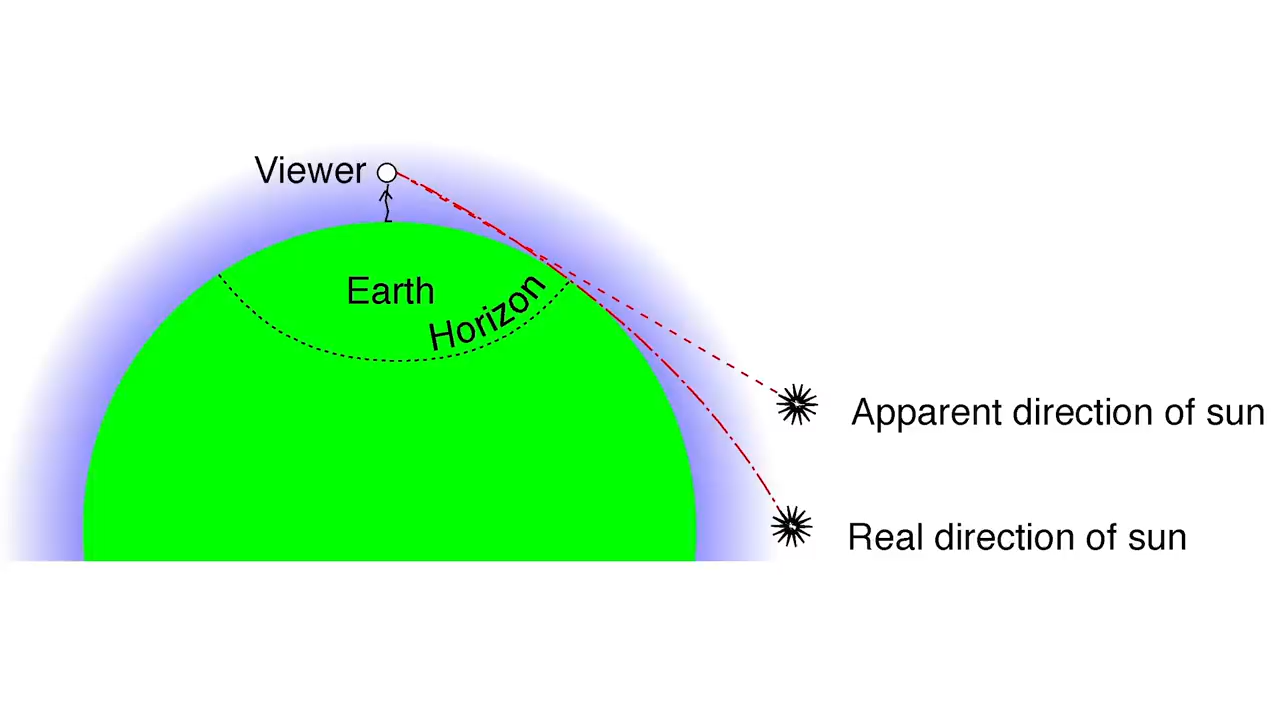 Viewer
Earth
Horizon
Apparent direction of sun
Real direction of sun